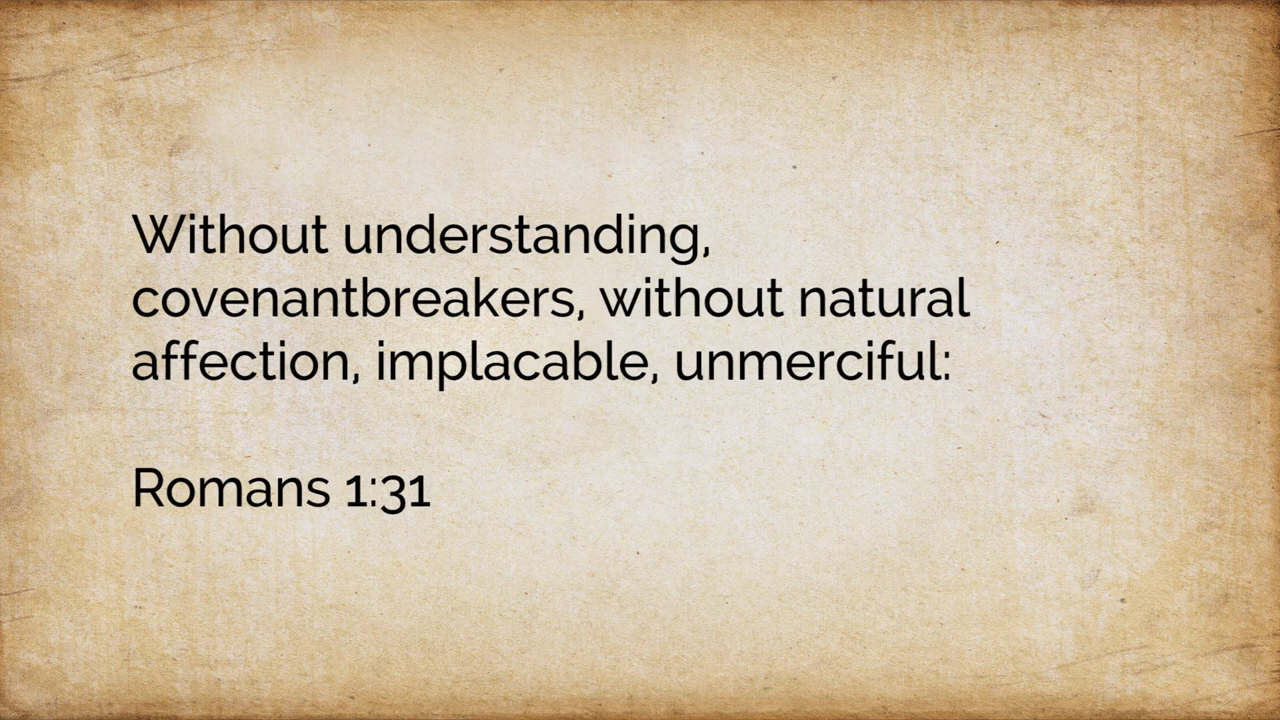 Without understanding,
covenantbreakers, without natural
affection, implacable, unmerciful:
Romans 1:31